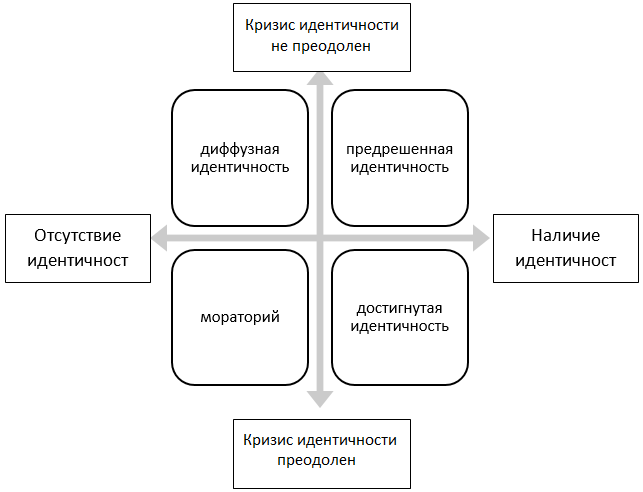 Кризис идентичности
не преодолен
диффузная
идентичность
предрешенная
идентичность
Отсутствие
идентичност
Наличие
идентичност
мораторий
достигнутая
идентичность
Кризис идентичности
преодолен